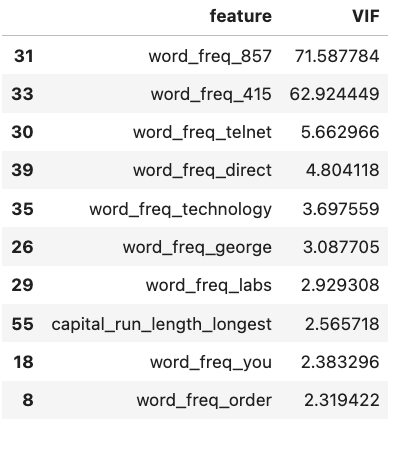 feature VIF
31 word_freq_857 71.587784
33 word_freq_415 62.924449
30 word_freq_telnet 5.662966
39 word_freq_direct 4.804118
35 word_freq_technology 3.697559
26 word_freq_george 3.087705
29 word_freq_labs 2.929308
55 capital_run_length_longest 2.565718
18 word_freq_you 2.383296
8 word_freq_order 2.319422